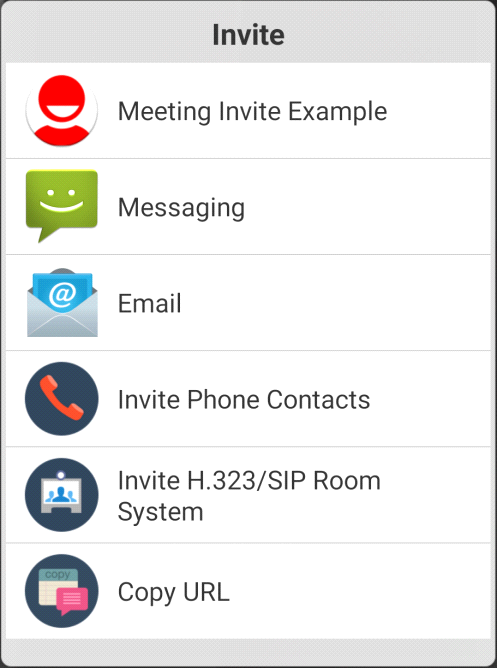 Invite
Meeting Invite Example
Messaging
@
Email
Invite Phone Contacts
Invite H.323/SIP Room
System
copy
Copy URL